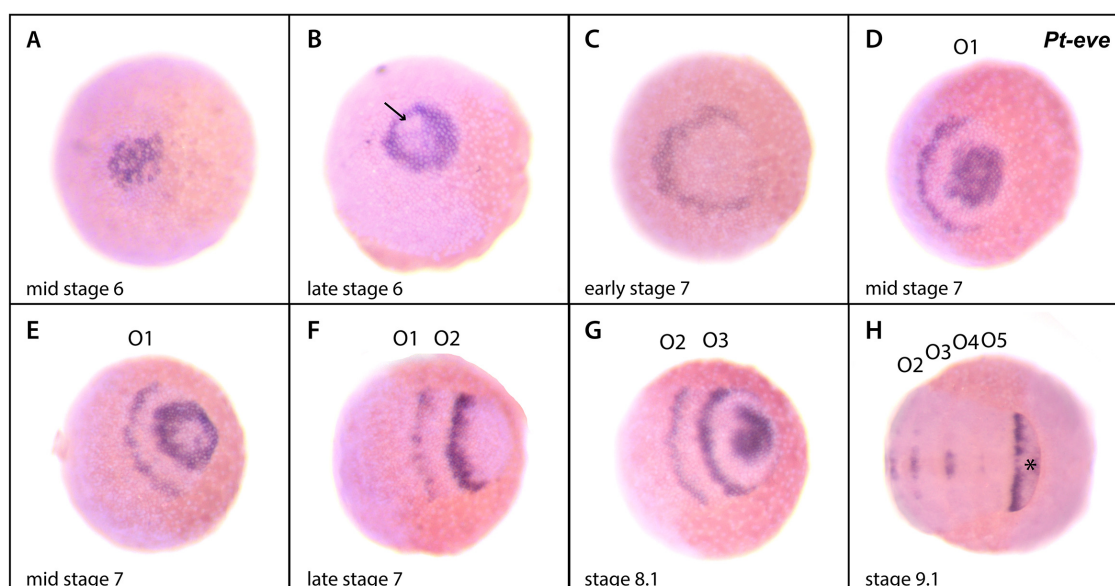 A
mid stage 6
B
late stage 6
C
early stage 7
D
O1
Pt-eve
mid stage 7
E
O1
mid stage 7
F
O1 O2
late stage 7
G
O2 O3
stage 8.1
H
O2 O3 O4 O5
*
stage 9.1